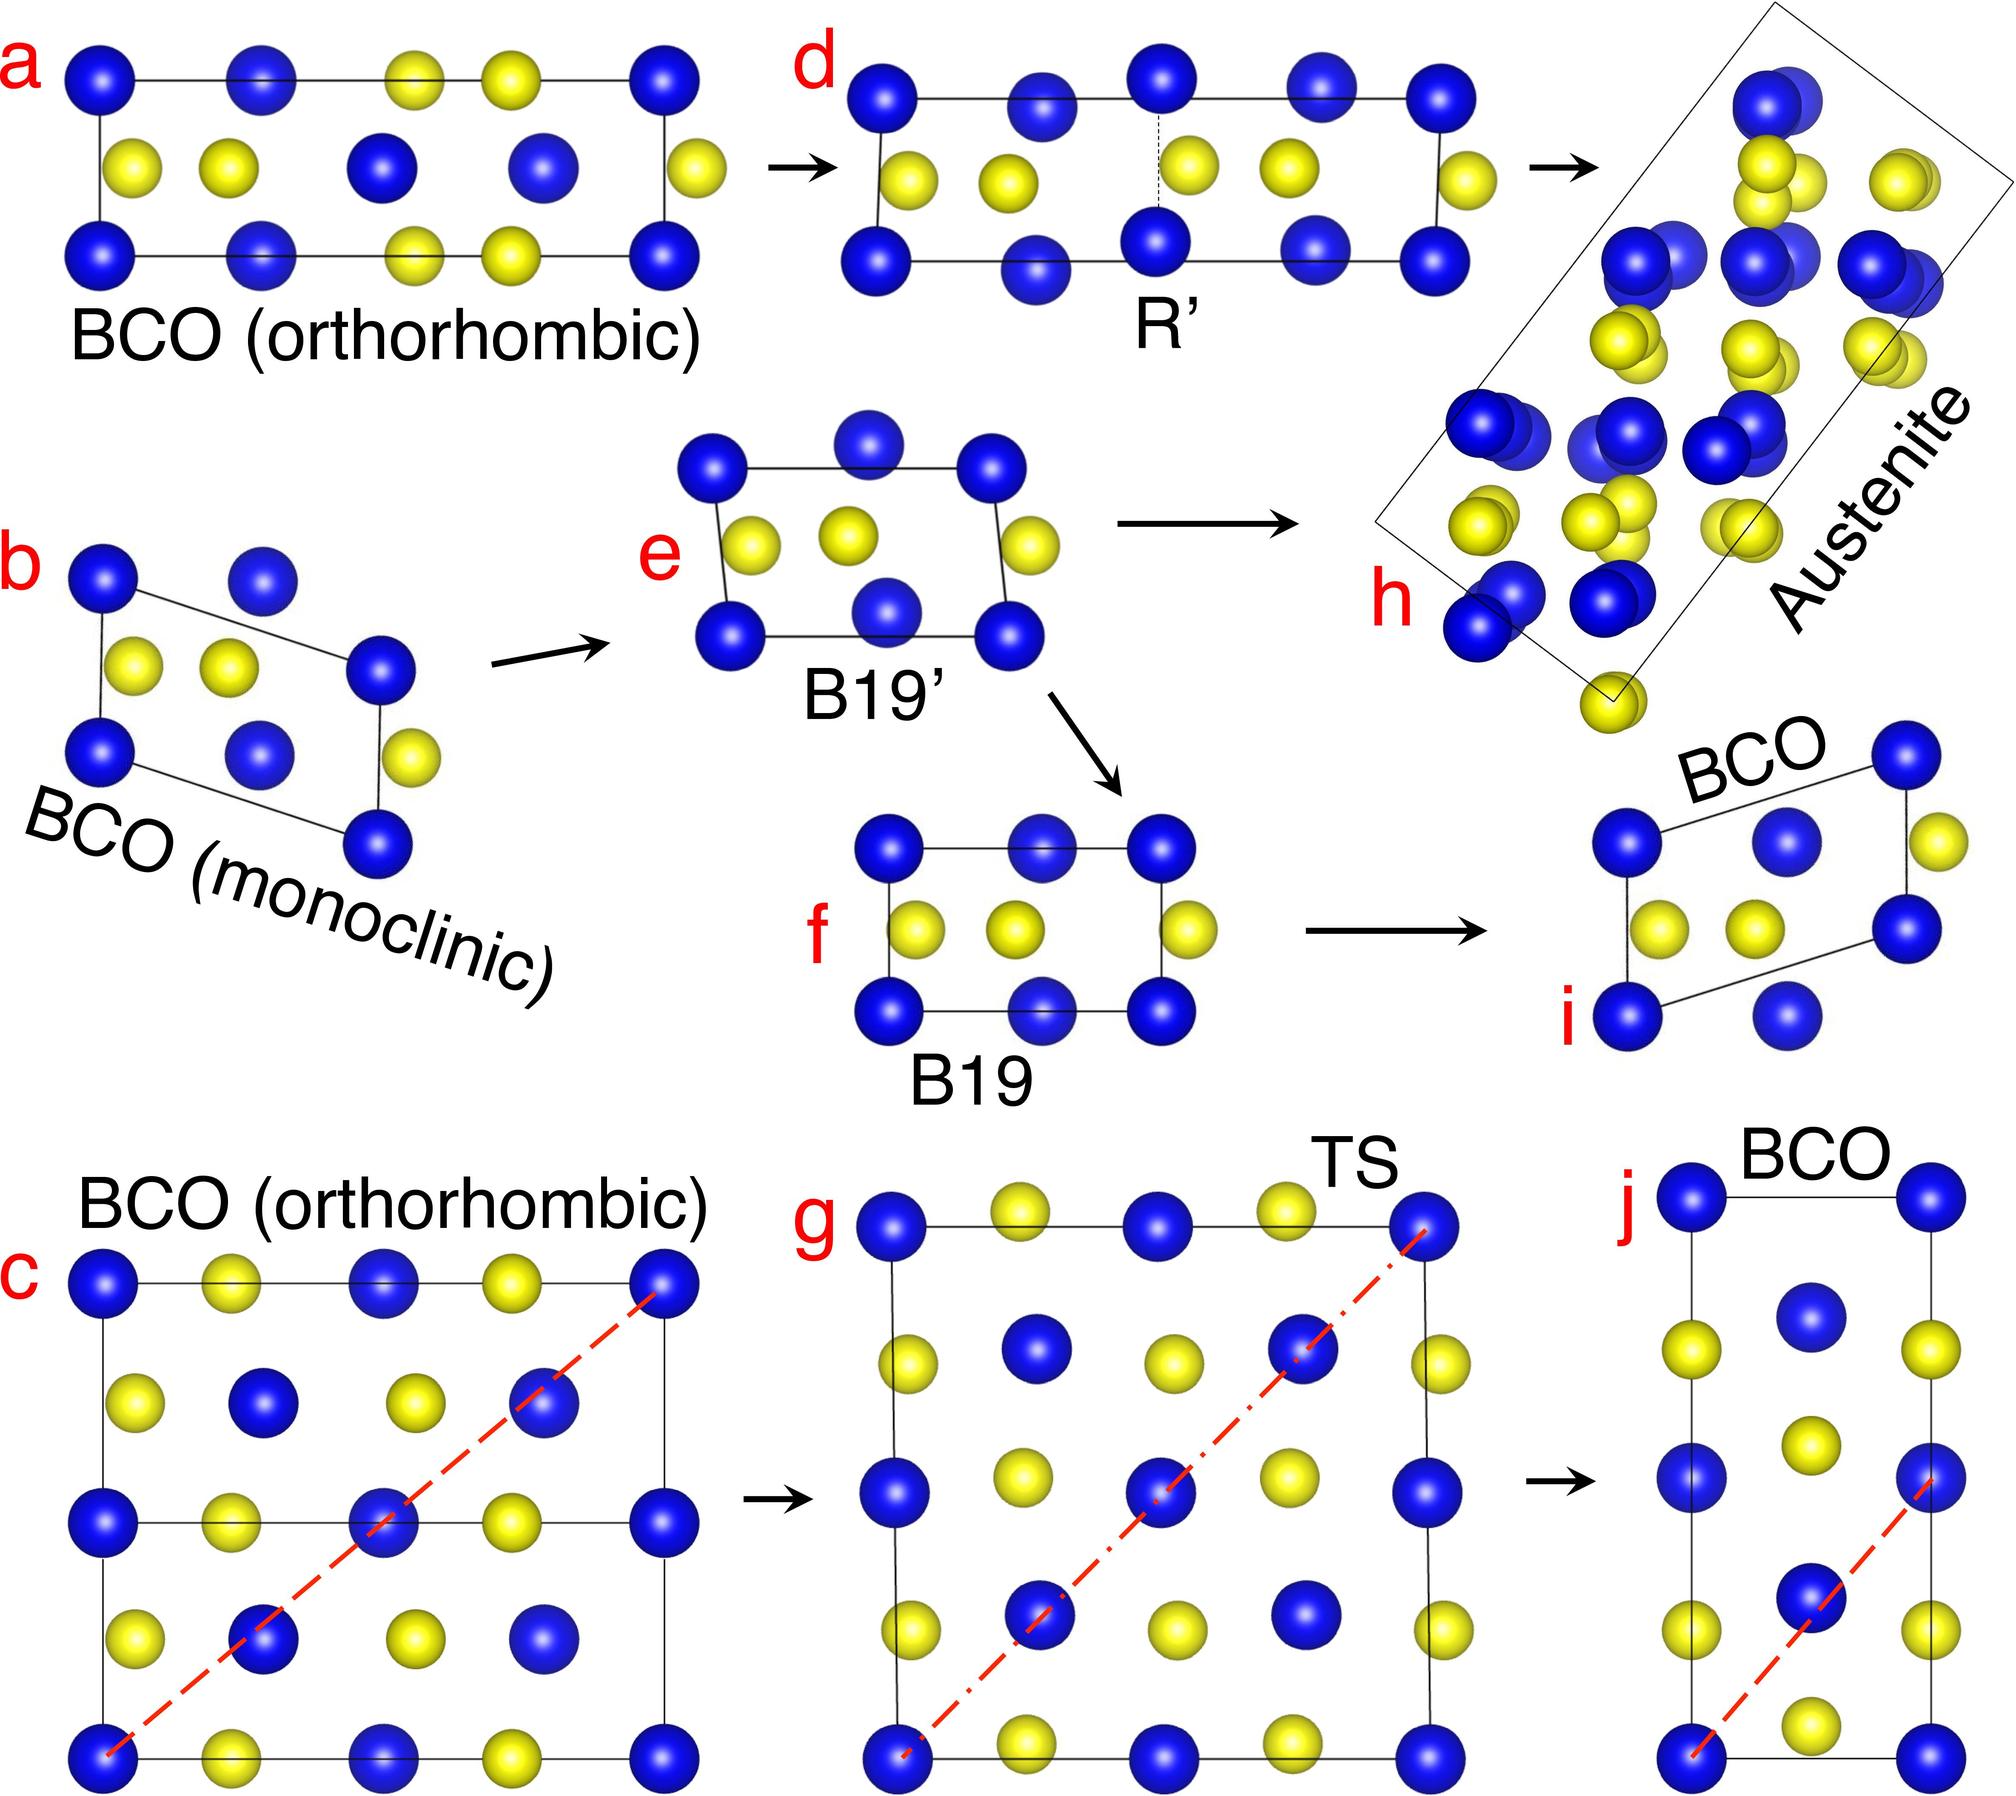 a
d
BCO (orthorhombic)
R’
b
e
B19’
h
Austenite
BCO (monoclinic)
f
B19
BCO
i
BCO (orthorhombic)
c
g
TS
j
BCO